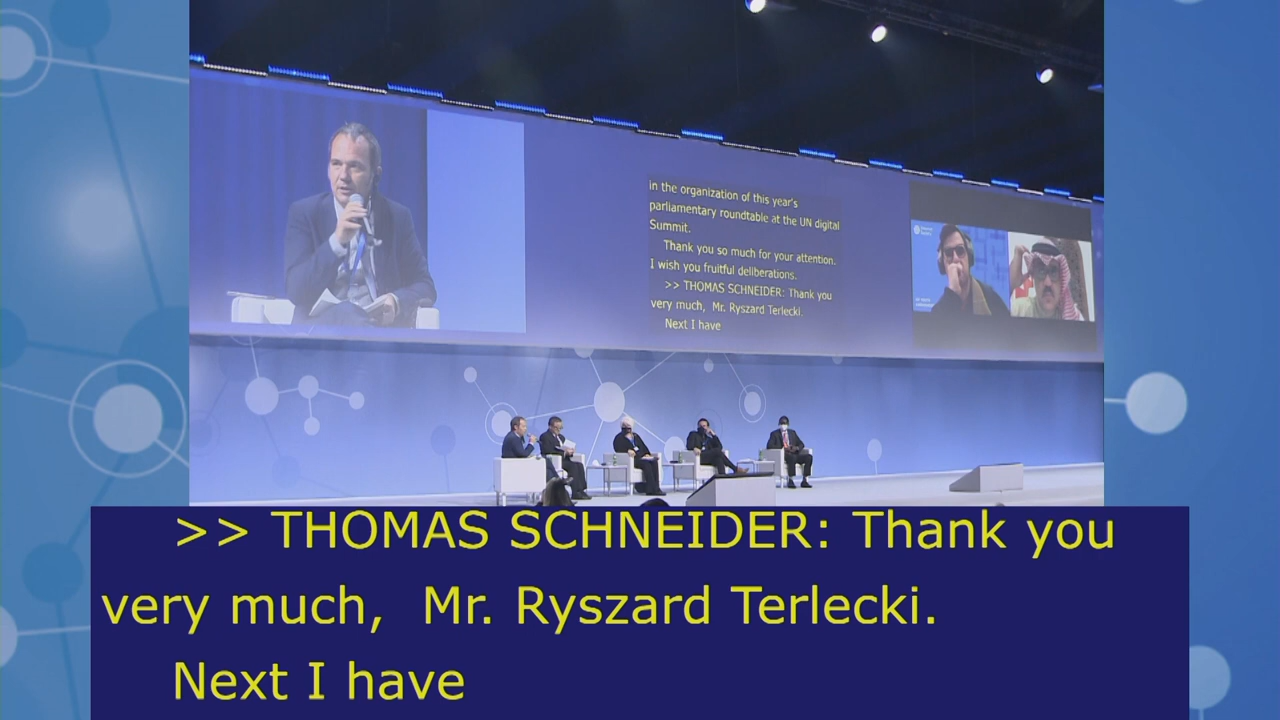 in the organization of this year's
parliamentary roundtable at the UN digital
Summit.
Thank you so much for your attention.
I wish you fruitful deliberations.
>> THOMAS SCHNEIDER: Thank you
very much, Mr. Ryszard Terlecki.
Next I have
>> THOMAS SCHNEIDER: Thank you
very much, Mr. Ryszard Terlecki.
Next I have